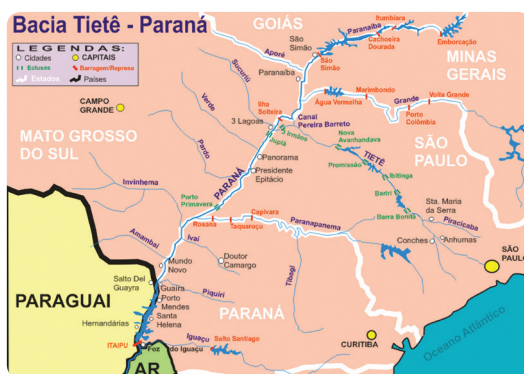 Bacia Tietê - Paraná
LEGENDAS:
Cidades
CAPITAIS
Eclusas
Barragem/Represa
Estados
Países
GOIÁS
MINAS
GERAIS
SÃO
PAULO
MATO GROSSO
DO SUL
CAMPO
GRANDE
PARAGUAI
PARANÁ
AR
CURITIBA
SÃO
PAULO
Oceano Atlântico
Paranaíba
Itumbiara
Cachoeira
Dourada
Emborcação
São
Simão
São
Simão
Aporé
Sucuriú
Paranaíba
Verde
Pardo
Ilha
Solteira
Água Vermelha
Marimbondo
Grande
Volta Grande
Porto
Colômbia
Canal
Pereira Barreto
3 Lagoas
Jupiá
3 Irmãos
Nova
Avanhandava
Promissão
TIETÊ
Ibitinga
Bariri
Barra Bonita
Sta. Maria
da Serra
Piracicaba
Conches
Anhumas
Panorama
Presidente
Epitácio
PARANÁ
Porto
Primavera
Rosana
Taquaruçu
Capivara
Paranapanema
Invinhema
Amambai
Ivaí
Doutor
Camargo
Tibagi
Mundo
Novo
Salto Del
Guayra
Guaíra
Porto
Mendes
Piquiri
Santa
Helena
Hernandárias
ITAIPU
Foz do Iguaçu
Iguaçu
Salto Santiago